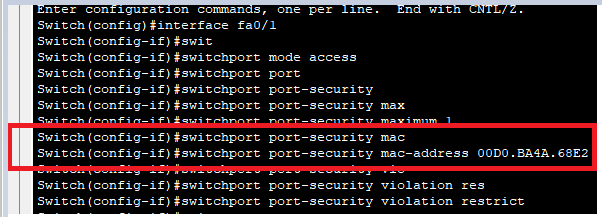 Enter configuration commands, one per line.  End with CNTL/Z.
Switch(config)#interface fa0/1
Switch(config-if)#swit
Switch(config-if)#switchport mode access
Switch(config-if)#switchport port
Switch(config-if)#switchport port-security
Switch(config-if)#switchport port-security max
Switch(config-if)#switchport port-security maximum 1
Switch(config-if)#switchport port-security mac
Switch(config-if)#switchport port-security mac-address 00D0.BA4A.68E2
Switch(config-if)#switchport port-security vio
Switch(config-if)#switchport port-security violation res
Switch(config-if)#switchport port-security violation restrict